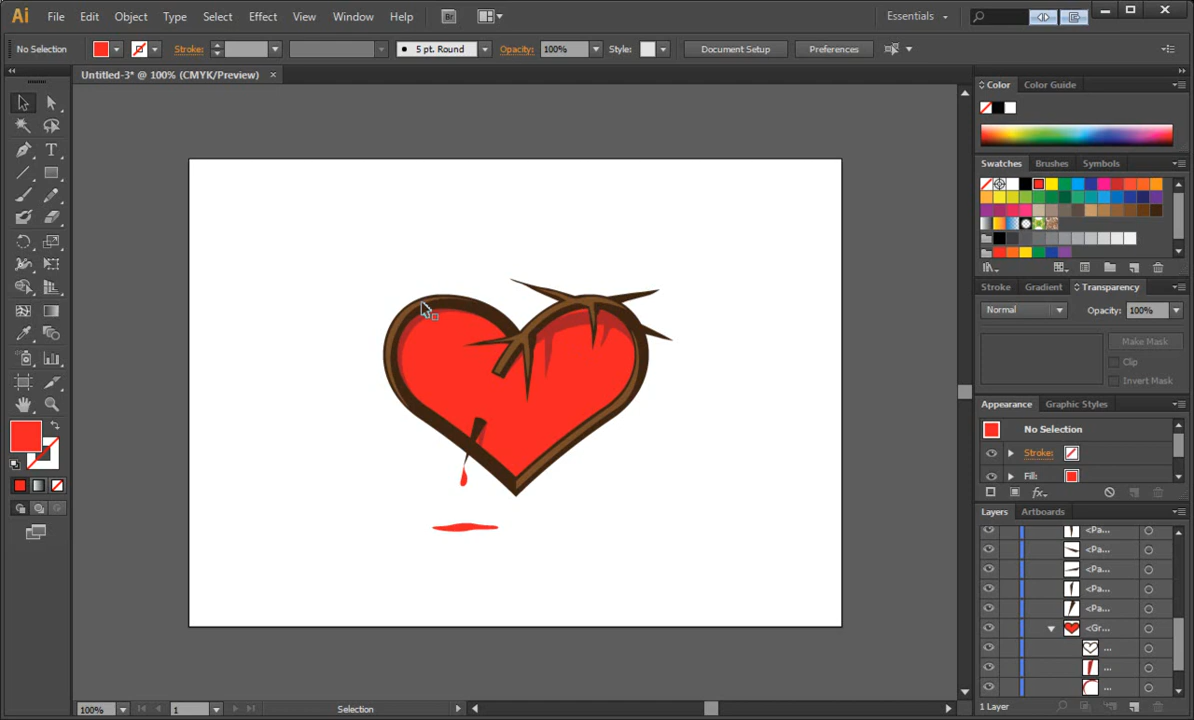 Ai File Edit Object Type Select Effect View Window Help Br Essentials
No Selection Stroke: 5 pt. Round Opacity: 100% Style: Document Setup Preferences
Untitled-3* @ 100% (CMYK/Preview) ×
Color Color Guide
Swatches Brushes Symbols
Stroke Gradient Transparency
Normal Opacity: 100%
Make Mask
Clip
Invert Mask
Appearance Graphic Styles
No Selection
Stroke:
Fill:
fx
Layers Artboards
<Pa...
<Pa...
<Pa...
<Pa...
<Pa...
<Gr...
...
...
...
1 Layer
100% 1 Selection